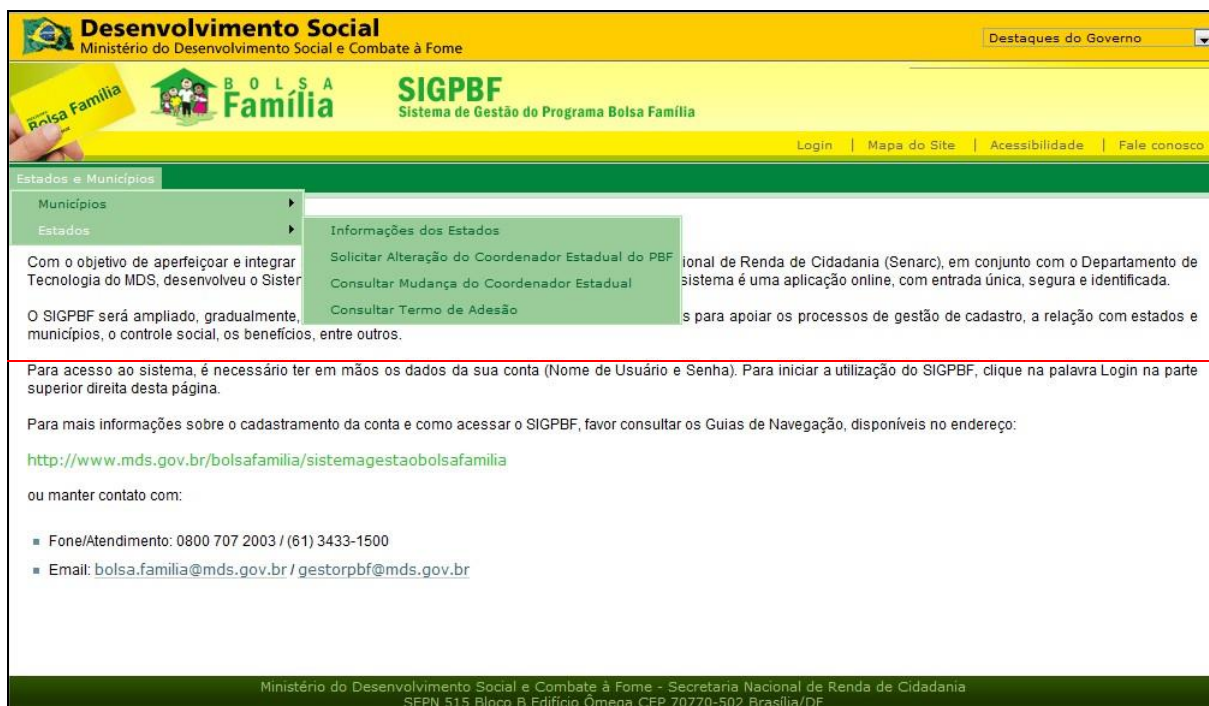 Desenvolvimento Social
Ministério do Desenvolvimento Social e Combate à Fome
Destaques do Governo
Bolsa Família
BOLSA
Família
SIGPBF
Sistema de Gestão do Programa Bolsa Família
Login | Mapa do Site | Acessibilidade | Fale conosco
Estados e Municípios
Municípios
Estados
Informações dos Estados
Solicitar Alteração do Coordenador Estadual do PBF
Consultar Mudança do Coordenador Estadual
Consultar Termo de Adesão
Com o objetivo de aperfeiçoar e integrar ional de Renda de Cidadania (Senarc), em conjunto com o Departamento de
Tecnologia do MDS, desenvolveu o Sister sistema é uma aplicação online, com entrada única, segura e identificada.
O SIGPBF será ampliado, gradualmente, s para apoiar os processos de gestão de cadastro, a relação com estados e
municípios, o controle social, os benefícios, entre outros.
Para acesso ao sistema, é necessário ter em mãos os dados da sua conta (Nome de Usuário e Senha). Para iniciar a utilização do SIGPBF, clique na palavra Login na parte
superior direita desta página.
Para mais informações sobre o cadastramento da conta e como acessar o SIGPBF, favor consultar os Guias de Navegação, disponíveis no endereço:
http://www.mds.gov.br/bolsafamilia/sistemagestaobolsafamilia
ou manter contato com:
Fone/Atendimento: 0800 707 2003 / (61) 3433-1500
Email: bolsa.familia@mds.gov.br / gestorpbf@mds.gov.br
Ministério do Desenvolvimento Social e Combate à Fome - Secretaria Nacional de Renda de Cidadania
SEPN 515 Bloco B Edifício Ômega CEP 70770-502 Brasília/DF